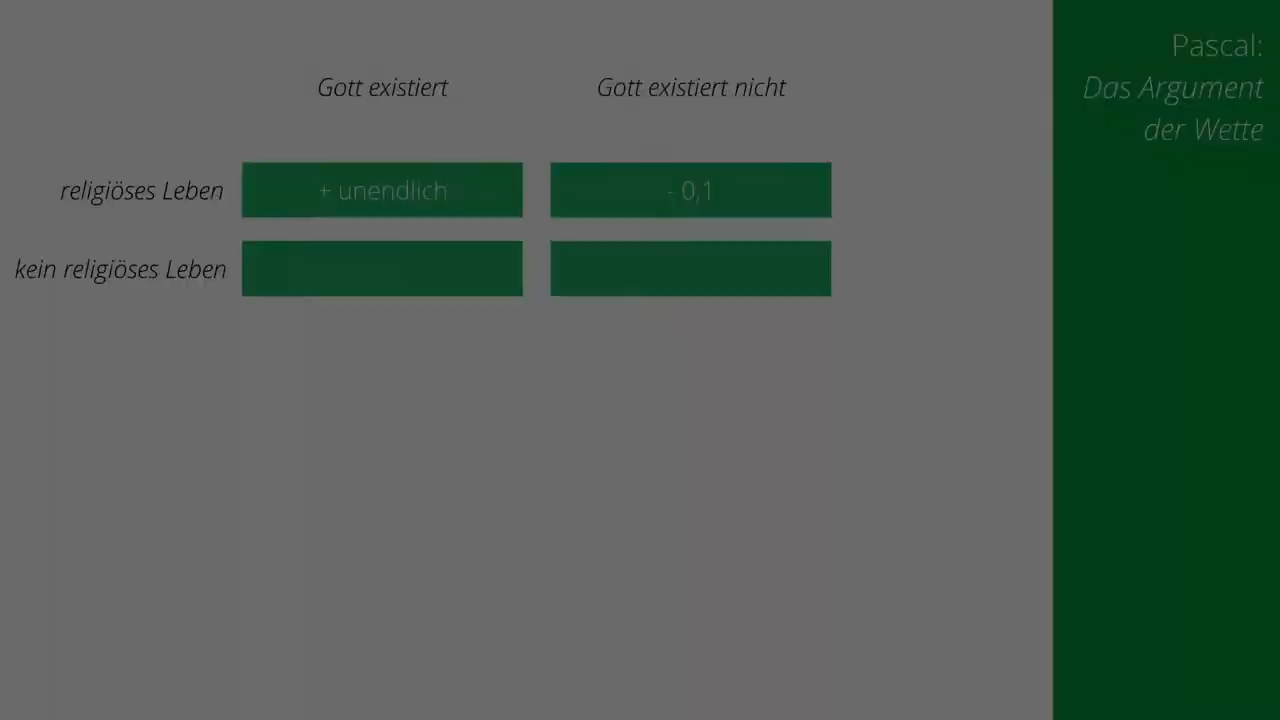 Pascal:
Das Argument
der Wette
Gott existiert
Gott existiert nicht
religiöses Leben
+ unendlich
- 0,1
kein religiöses Leben